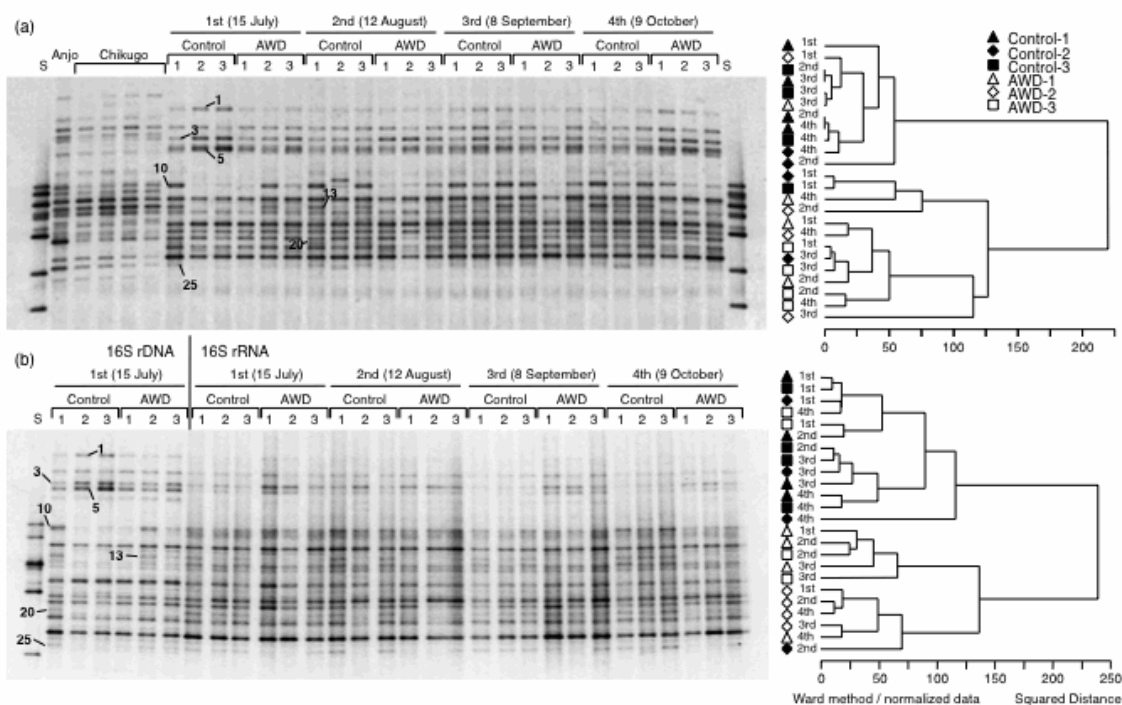 (a)
1st (15 July) 2nd (12 August) 3rd (8 September) 4th (9 October)
Anjo Chikugo Control AWD Control AWD Control AWD Control AWD
S 1 2 3 1 2 3 1 2 3 1 2 3 1 2 3 1 2 3 1 2 3 1 2 3 S
1
3
5
10
13
20
25
1st
1st
2nd
3rd
3rd
3rd
2nd
4th
4th
4th
2nd
1st
1st
4th
2nd
1st
4th
1st
3rd
3rd
2nd
2nd
4th
3rd
Control-1
Control-2
Control-3
AWD-1
AWD-2
AWD-3
0 50 100 150 200
(b)
16S rDNA 16S rRNA
1st (15 July) 1st (15 July) 2nd (12 August) 3rd (8 September) 4th (9 October)
Control AWD Control AWD Control AWD Control AWD Control AWD
S 1 2 3 1 2 3 1 2 3 1 2 3 1 2 3 1 2 3 1 2 3 1 2 3 1 2 3 1 2 3
1
3
5
10
13
20
25
1st
1st
1st
4th
1st
2nd
2nd
3rd
3rd
3rd
4th
4th
4th
1st
2nd
2nd
3rd
3rd
1st
2nd
4th
3rd
4th
2nd
0 50 100 150 200 250
Ward method / normalized data Squared Distance